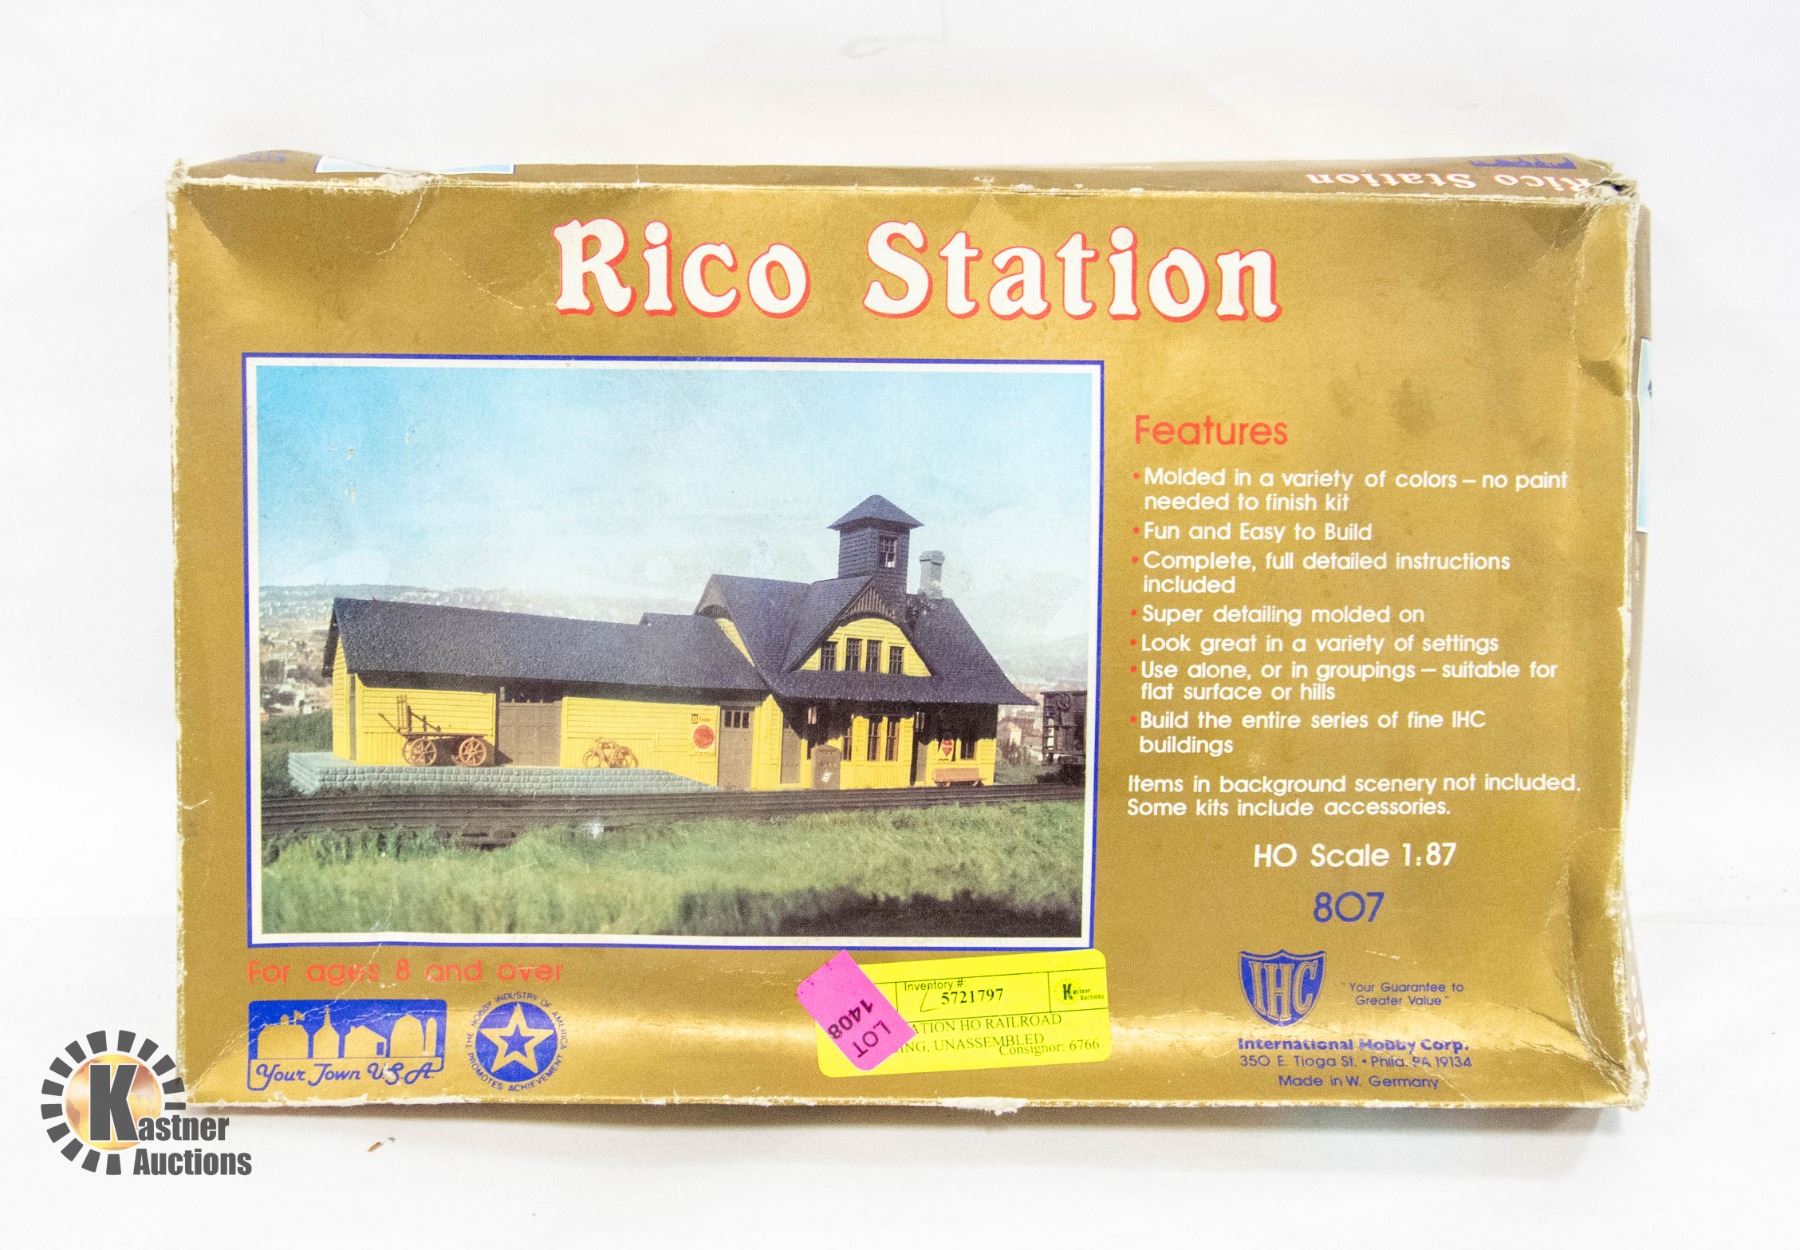 Rico Station
Rico Station
Features
• Molded in a variety of colors – no paint
needed to finish kit
• Fun and Easy to Build
• Complete, full detailed instructions
included
• Super detailing molded on
• Look great in a variety of settings
• Use alone, or in groupings – suitable for
flat surface or hills
• Build the entire series of fine IHC
buildings
Items in background scenery not included.
Some kits include accessories.
HO Scale 1:87
807
For ages 8 and over
Your Town U.S.A.
THE HOBBY INDUSTRY OF AMERICA
PROMOTES ACHIEVEMENT
LOT
1408
Inventory #
5721797
Kastner
Auctions
ATION HO RAILROAD
ING, UNASSEMBLED
Consignor: 6766
IHC
"Your Guarantee to
Greater Value"
International Hobby Corp.
350 E. Tioga St. • Phila. PA 19134
Made in W. Germany
Kastner
Auctions